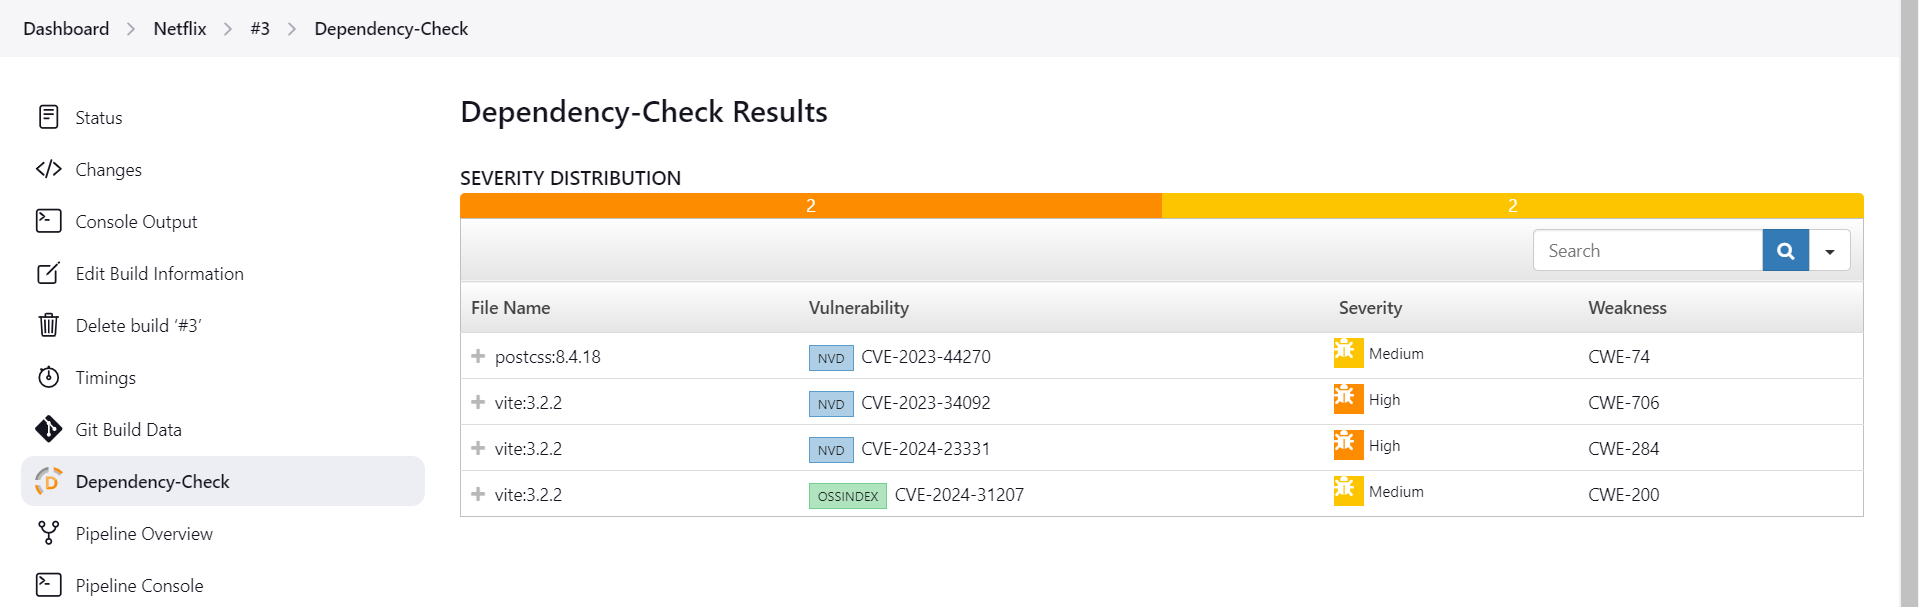 Dashboard > Netflix > #3 > Dependency-Check
Status
Changes
Console Output
Edit Build Information
Delete build ‘#3’
Timings
Git Build Data
Dependency-Check
Pipeline Overview
Pipeline Console
Dependency-Check Results
SEVERITY DISTRIBUTION
2 2
Search
File Name Vulnerability Severity Weakness
postcss:8.4.18 NVD CVE-2023-44270 Medium CWE-74
vite:3.2.2 NVD CVE-2023-34092 High CWE-706
vite:3.2.2 NVD CVE-2024-23331 High CWE-284
vite:3.2.2 OSSINDEX CVE-2024-31207 Medium CWE-200